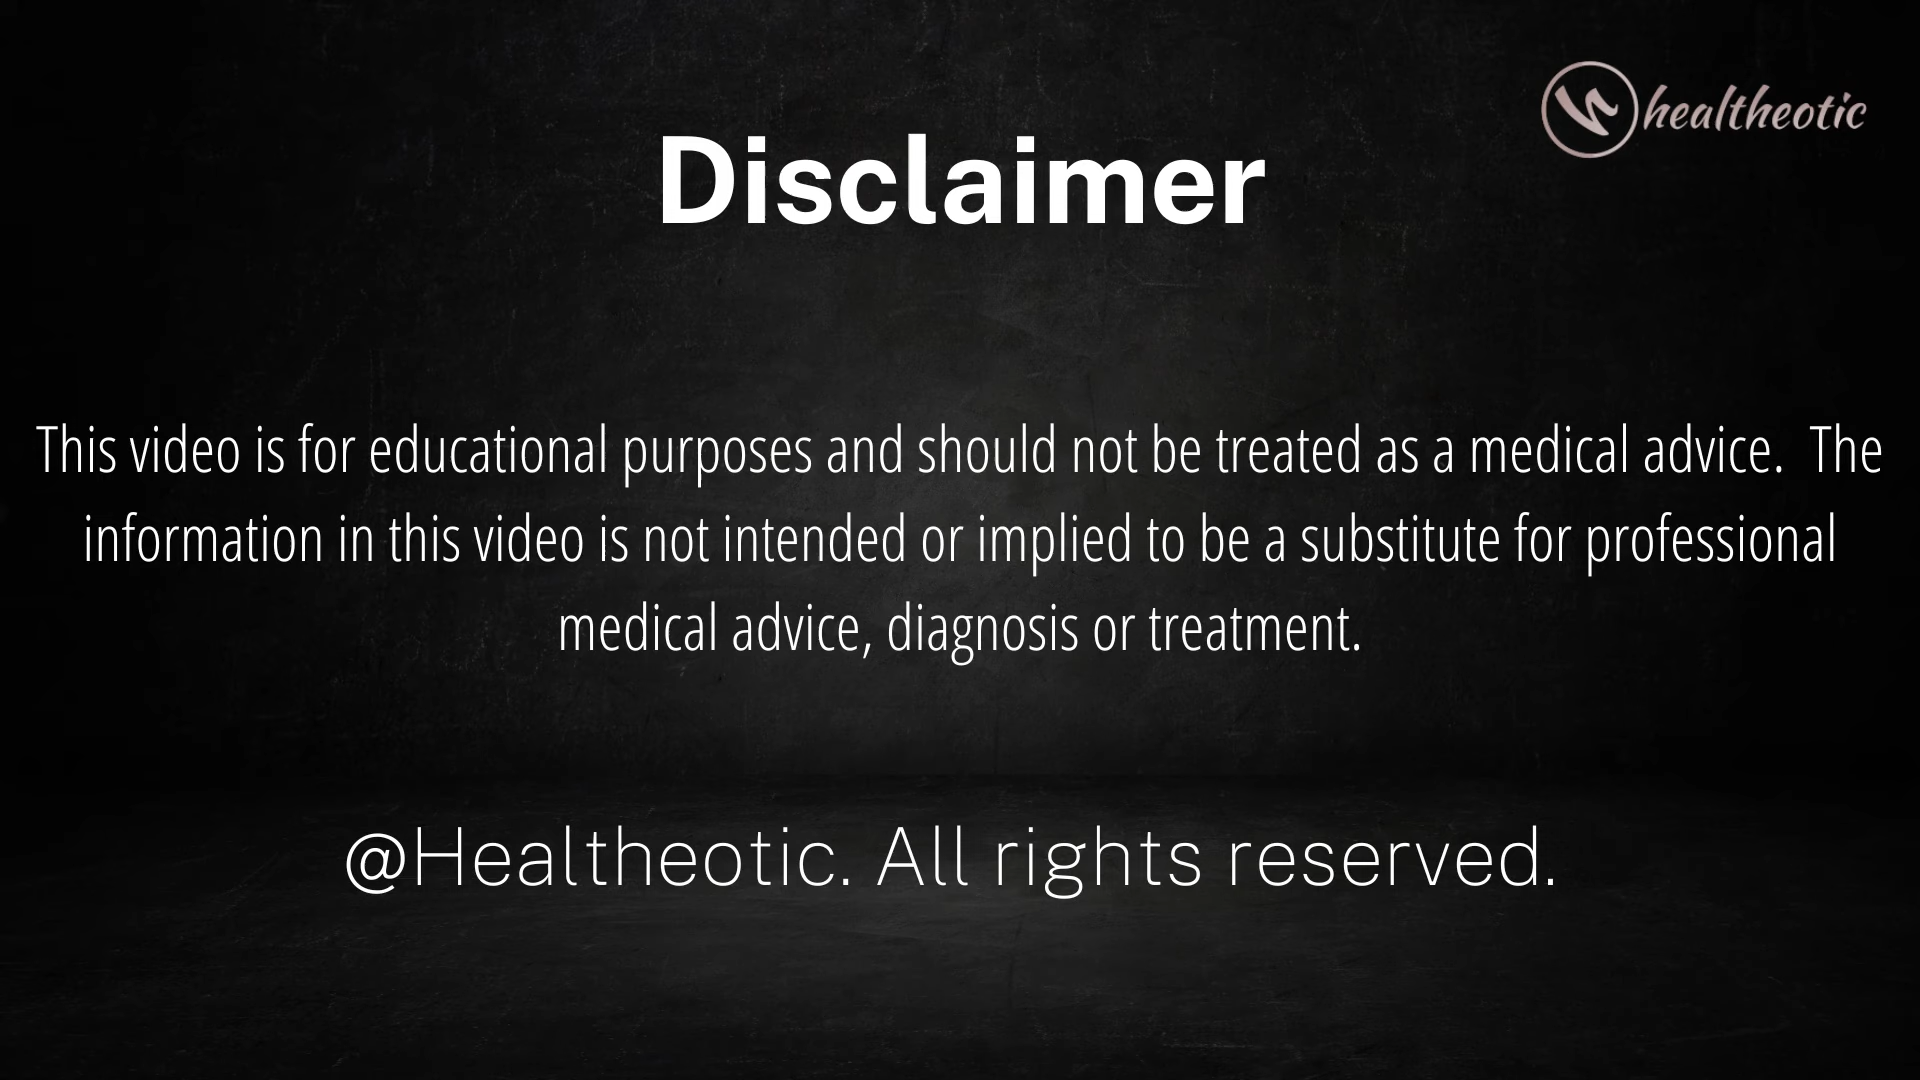 healtheotic
Disclaimer
This video is for educational purposes and should not be treated as a medical advice.  The
information in this video is not intended or implied to be a substitute for professional
medical advice, diagnosis or treatment.
@Healtheotic. All rights reserved.